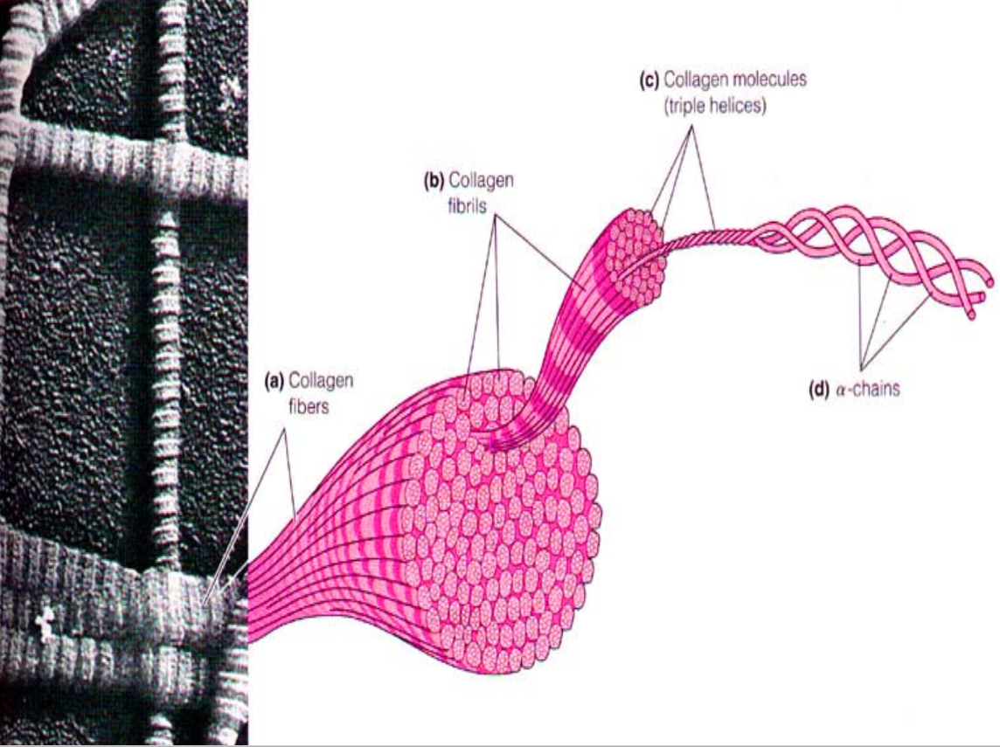 (c) Collagen molecules
(triple helices)
(b) Collagen
fibrils
(a) Collagen
fibers
(d) α-chains